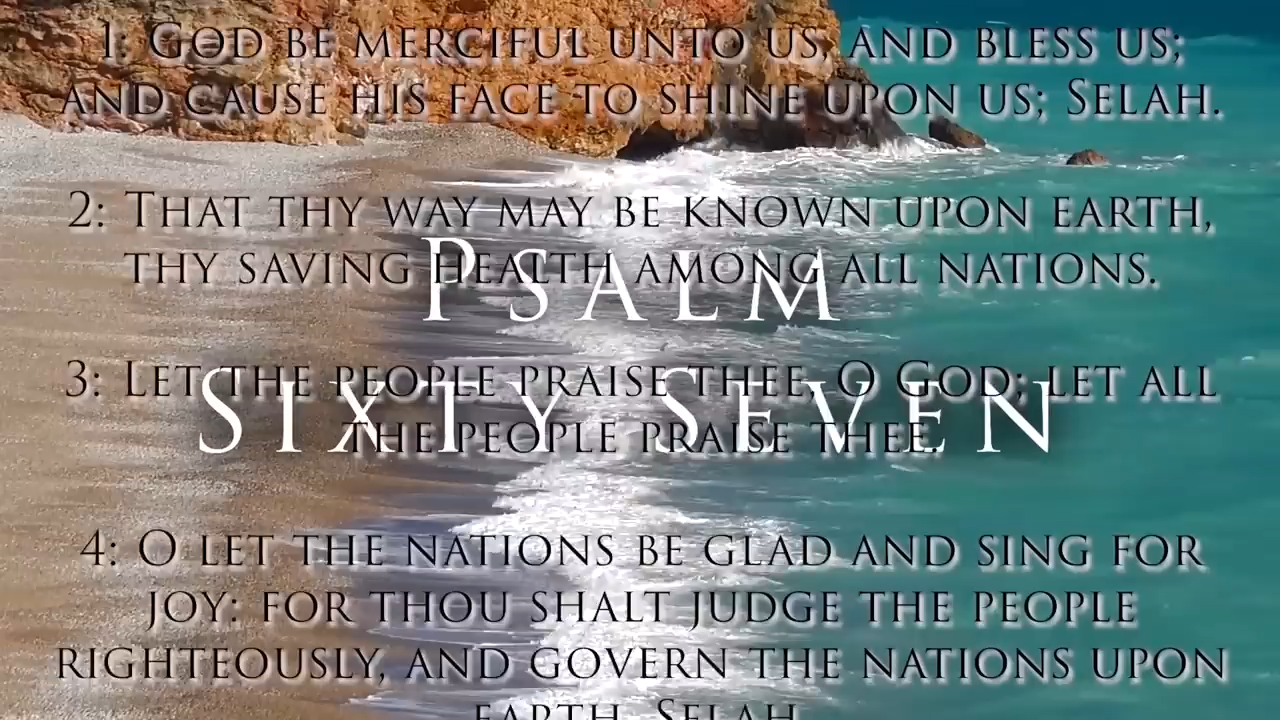 1: God be merciful unto us, and bless us;
and cause his face to shine upon us; Selah.
2: That thy way may be known upon earth,
thy saving health among all nations.
Psalm
3: Let the people praise thee, O God; let all
Sixty Seven
the people praise thee.
4: O let the nations be glad and sing for
joy: for thou shalt judge the people
righteously, and govern the nations upon
earth. Selah.